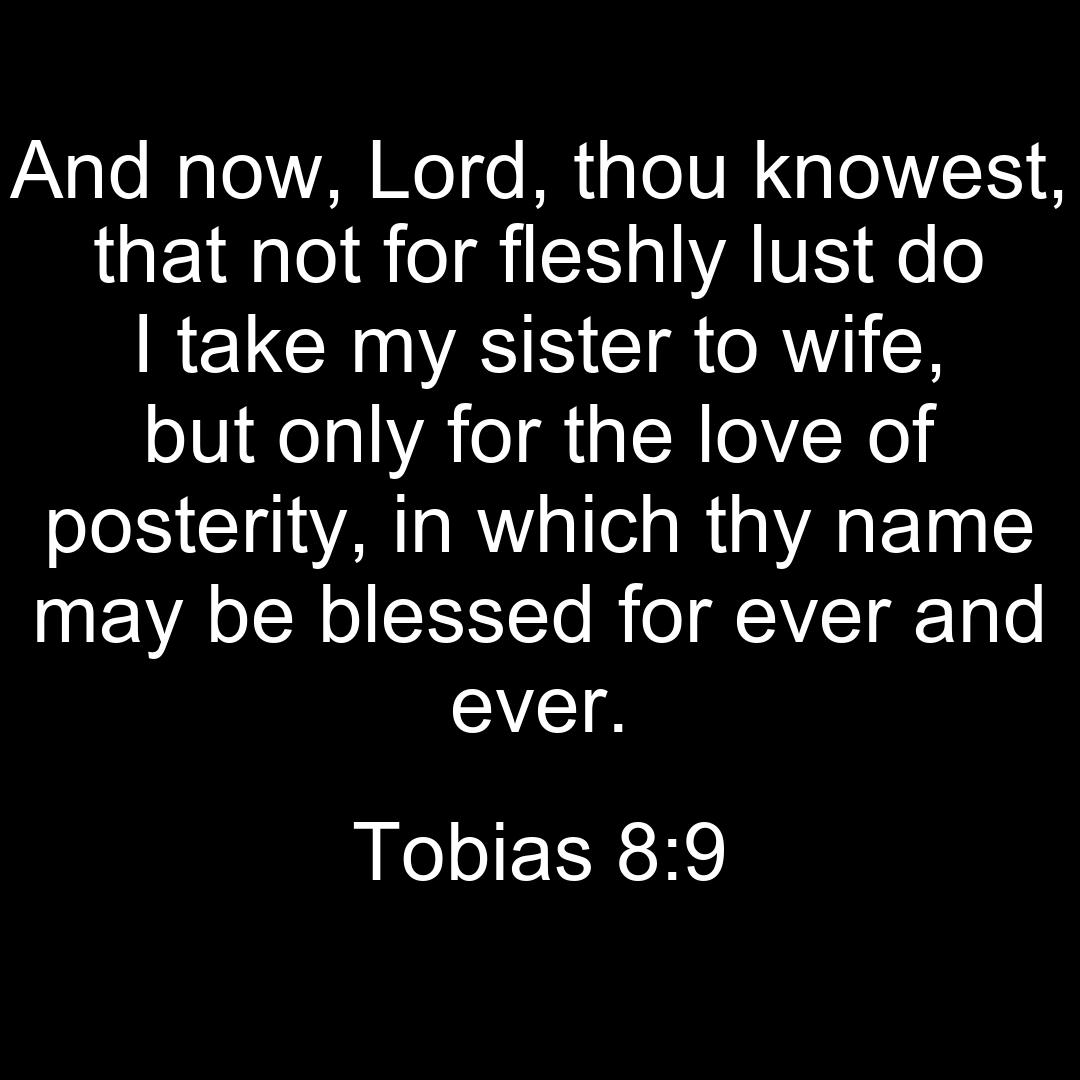 And now, Lord, thou knowest,
that not for fleshly lust do
I take my sister to wife,
but only for the love of
posterity, in which thy name
may be blessed for ever and
ever.
Tobias 8:9